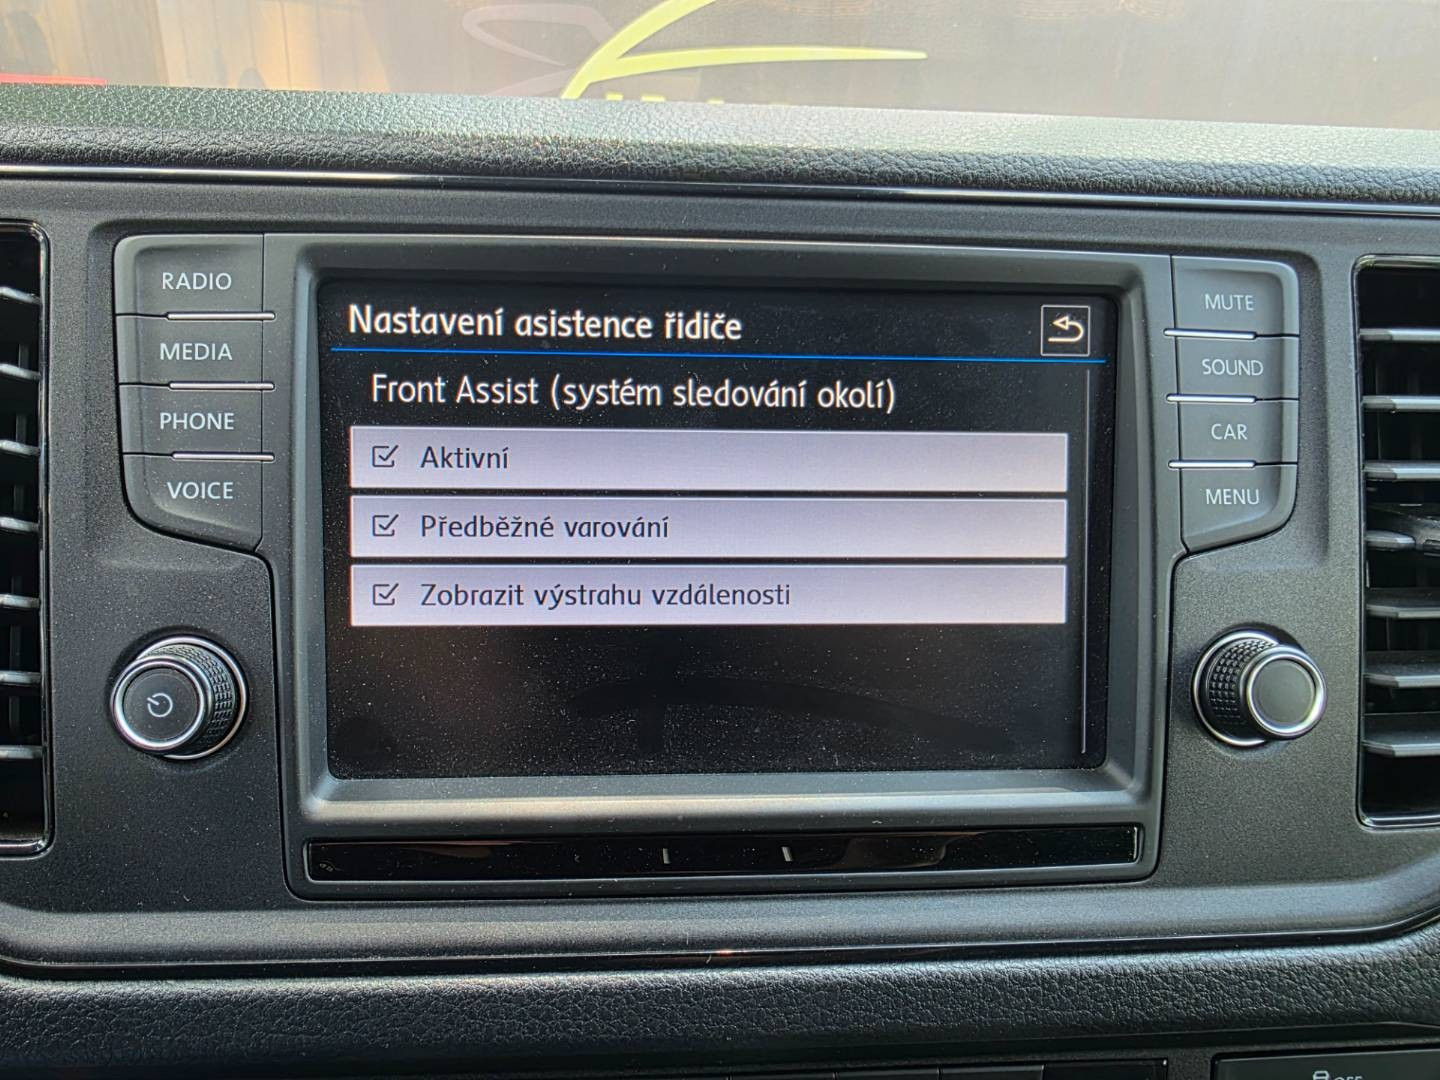 RADIO
MEDIA
PHONE
VOICE
Nastavení asistence řidiče
Front Assist (systém sledování okolí)
Aktivní
Předběžné varování
Zobrazit výstrahu vzdálenosti
MUTE
SOUND
CAR
MENU
OFF